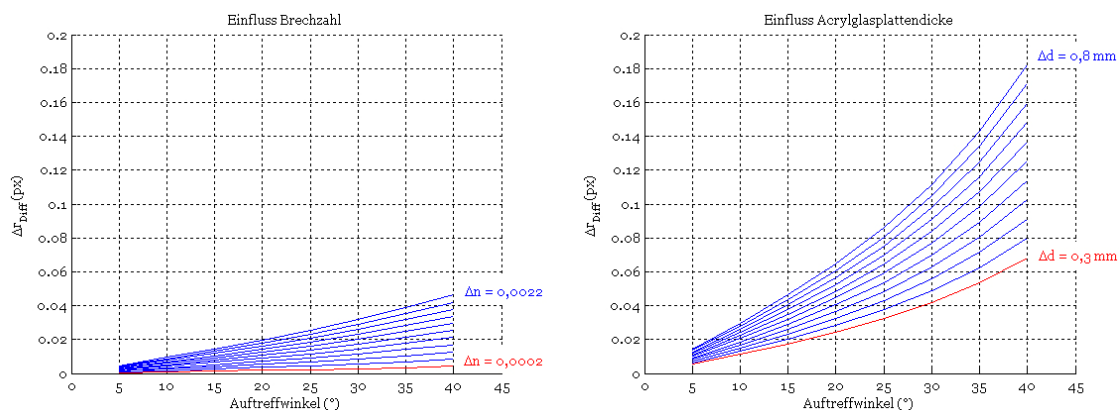 Einfluss Brechzahl
0.2
0.18
0.16
0.14
0.12
0.1
0.08
0.06
0.04
0.02
0
Δr_Diff (px)
Δn = 0,0022
Δn = 0,0002
0 5 10 15 20 25 30 35 40 45
Auftreffwinkel (°)
Einfluss Acrylglasplattendicke
0.2
0.18
0.16
0.14
0.12
0.1
0.08
0.06
0.04
0.02
0
Δr_Diff (px)
Δd = 0,8 mm
Δd = 0,3 mm
0 5 10 15 20 25 30 35 40 45
Auftreffwinkel (°)